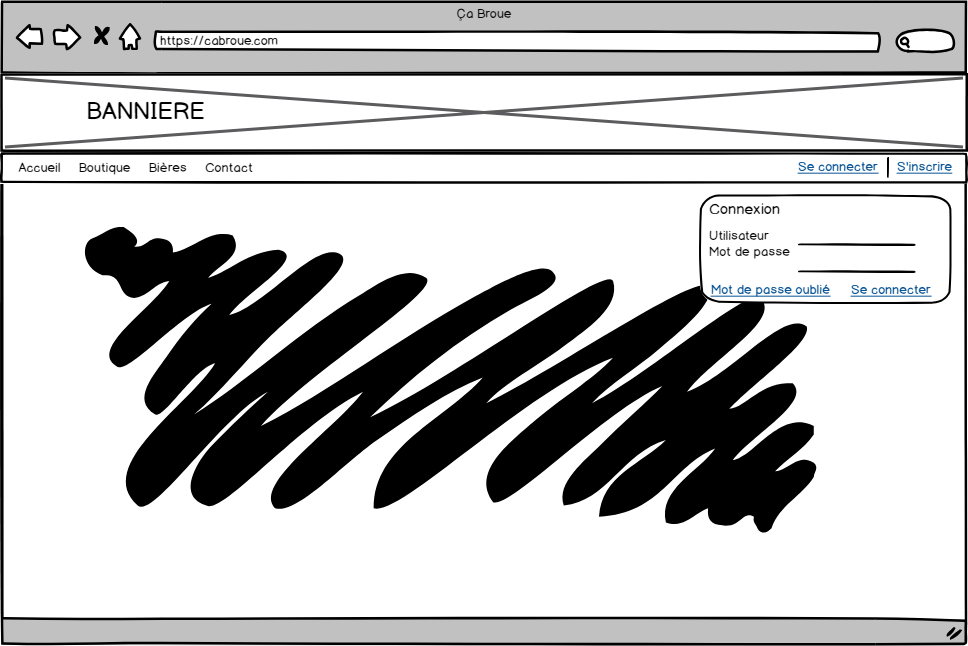 Ça Broue
https://cabroue.com
BANNIERE
Accueil Boutique Bières Contact Se connecter S'inscrire
Connexion
Utilisateur
Mot de passe
Mot de passe oublié Se connecter